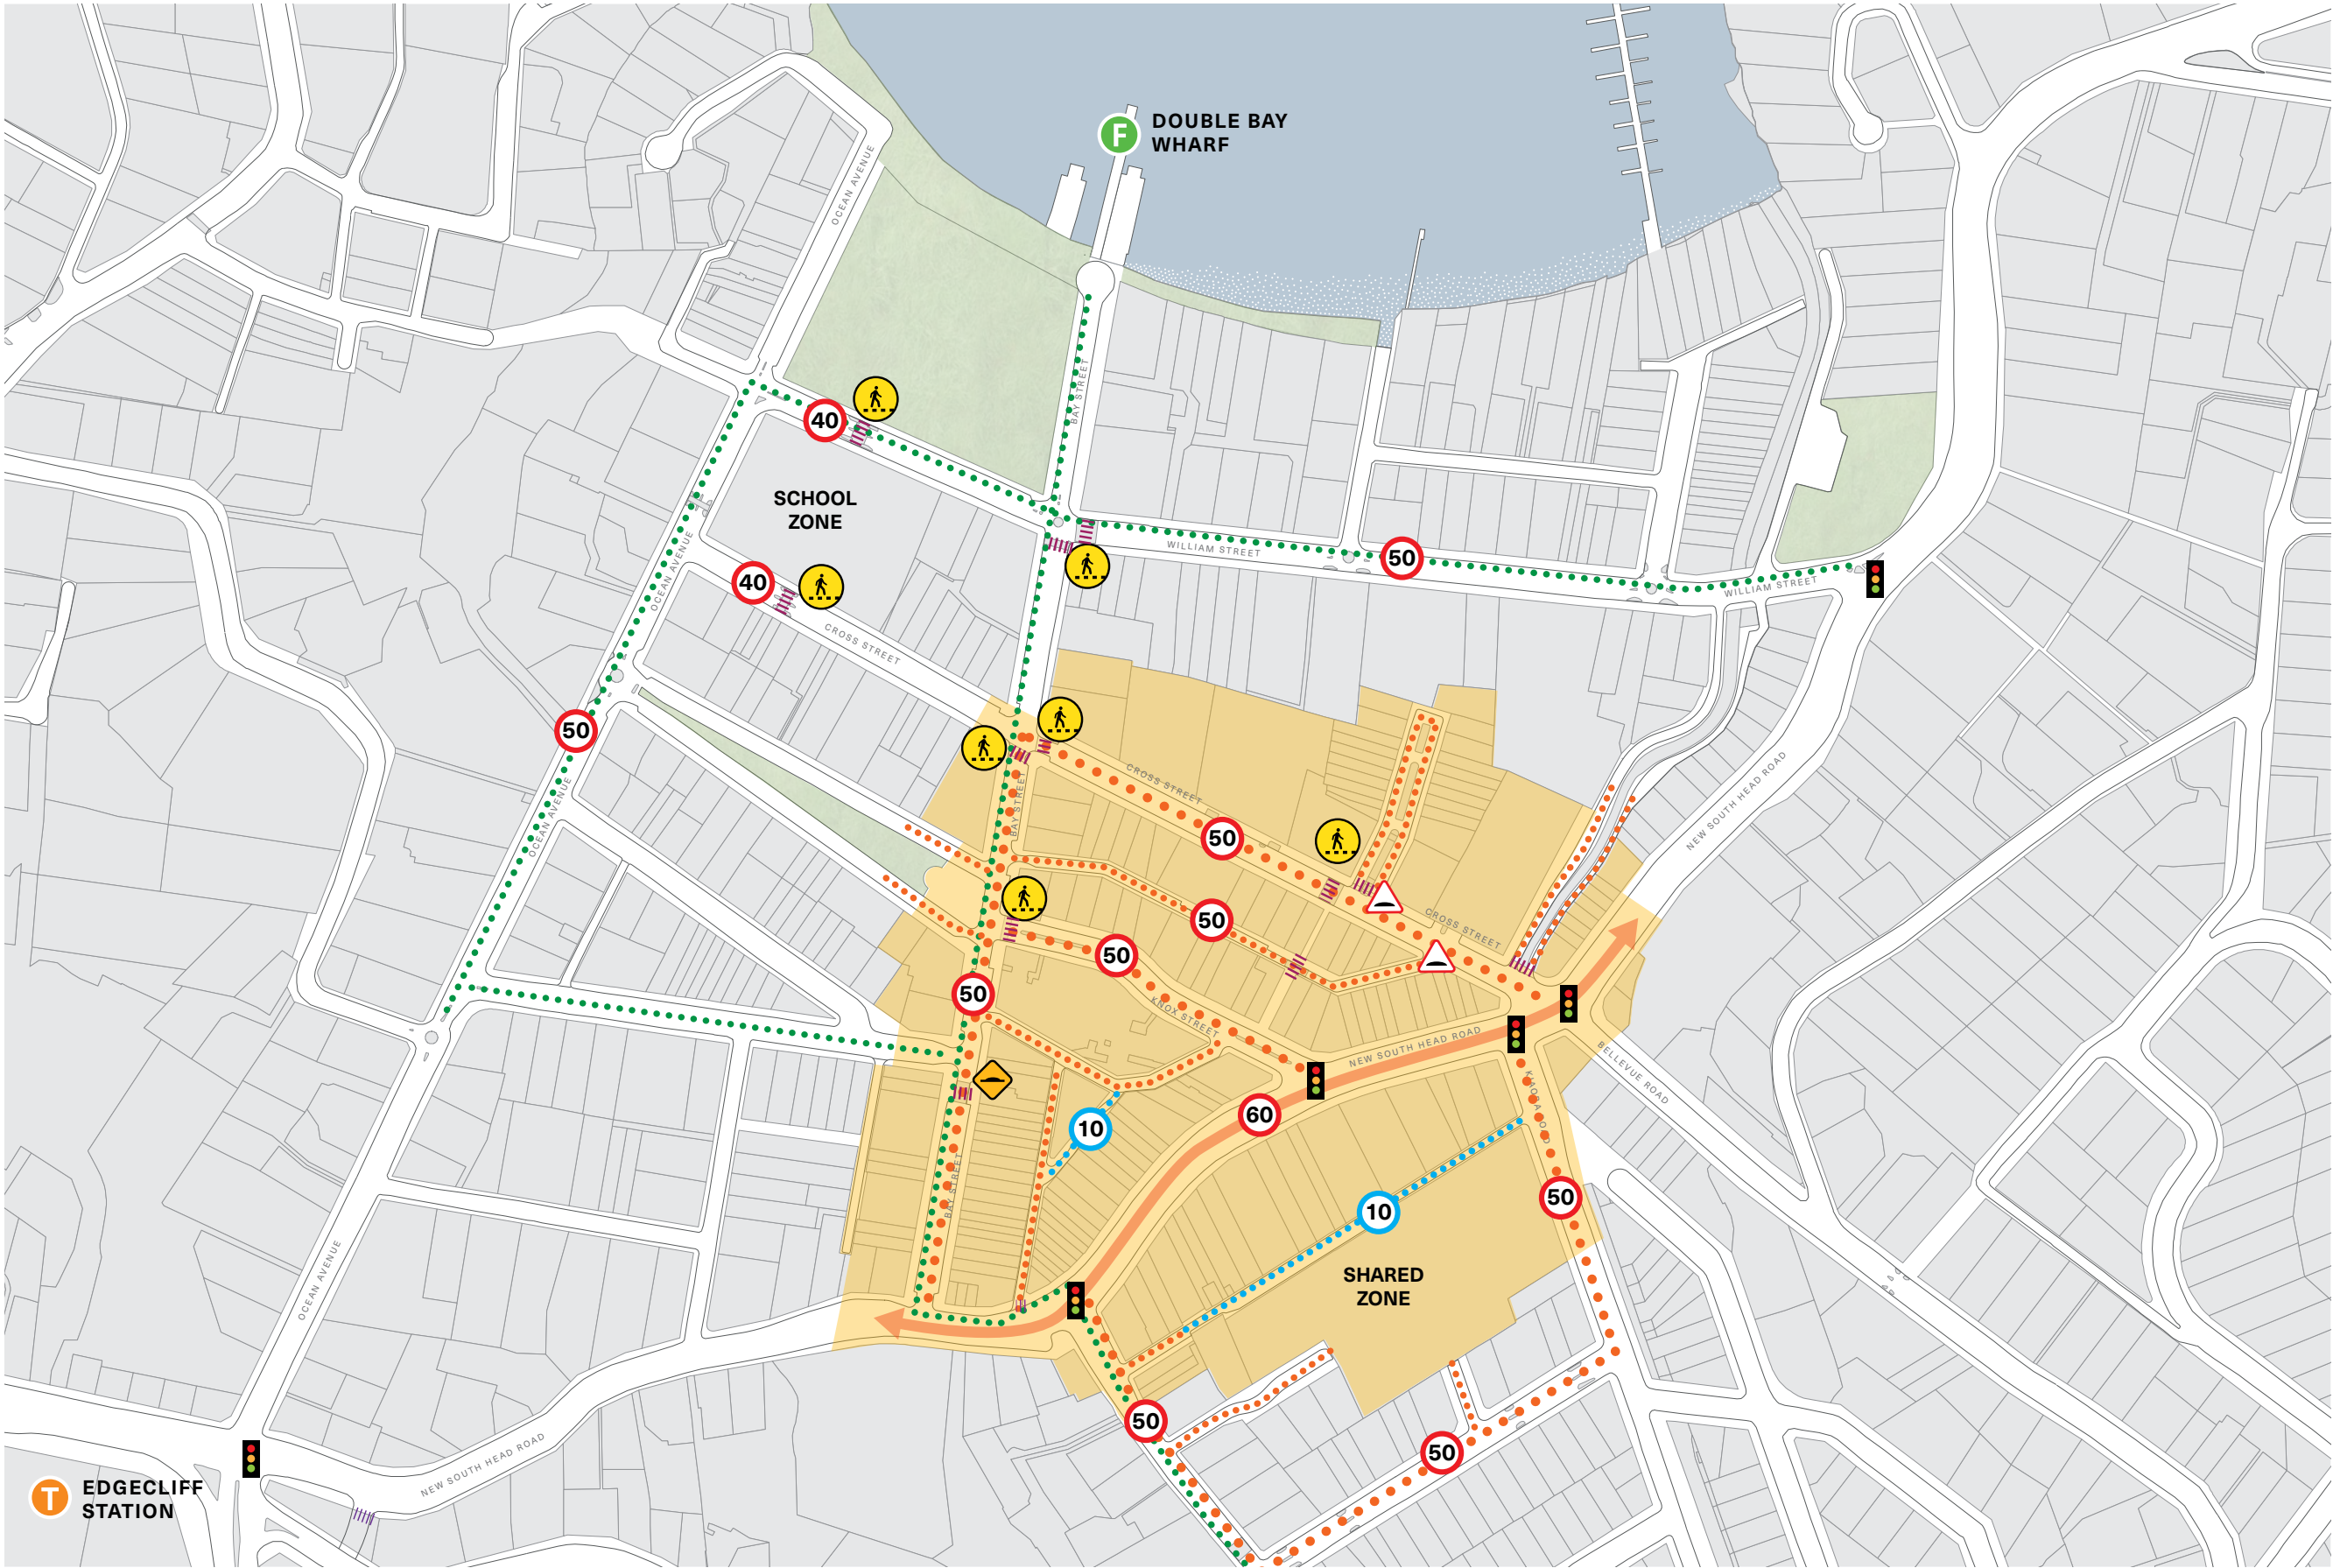 DOUBLE BAY
WHARF
F
OCEAN AVENUE
BAY STREET
40
SCHOOL
ZONE
WILLIAM STREET
50
WILLIAM STREET
OCEAN AVENUE
40
CROSS STREET
50
OCEAN AVENUE
BAY STREET
CROSS STREET
50
NEW SOUTH HEAD ROAD
50
CROSS STREET
50
50
KNOX STREET
NEW SOUTH HEAD ROAD
BELLEVUE ROAD
60
10
KIAORA ROAD
BAY STREET
50
10
SHARED
ZONE
OCEAN AVENUE
50
50
NEW SOUTH HEAD ROAD
T
EDGECLIFF
STATION